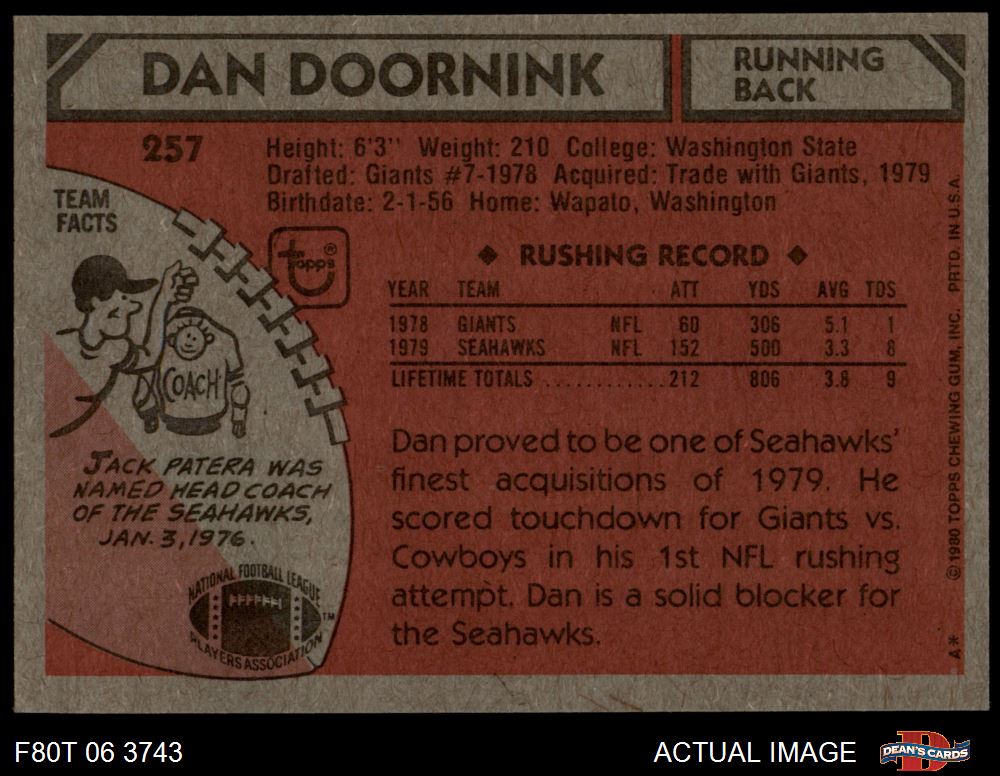 DAN DOORNINK
RUNNING
BACK
257
Height: 6'3" Weight: 210 College: Washington State
Drafted: Giants #7-1978 Acquired: Trade with Giants, 1979
Birthdate: 2-1-56 Home: Wapato, Washington
TEAM
FACTS
topps®
COACH
JACK PATERA WAS
NAMED HEAD COACH
OF THE SEAHAWKS,
JAN. 3, 1976.
NATIONAL FOOTBALL LEAGUE
PLAYERS ASSOCIATION
TM
◆ RUSHING RECORD ◆
YEAR TEAM ATT YDS AVG TDS
1978 GIANTS NFL 60 306 5.1 1
1979 SEAHAWKS NFL 152 500 3.3 8
LIFETIME TOTALS ............ 212 806 3.8 9
Dan proved to be one of Seahawks'
finest acquisitions of 1979. He
scored touchdown for Giants vs.
Cowboys in his 1st NFL rushing
attempt. Dan is a solid blocker for
the Seahawks.
A* © 1980 TOPPS CHEWING GUM, INC. PRTD. IN U.S.A.
F80T 06 3743
ACTUAL IMAGE
D
DEAN'S CARDS